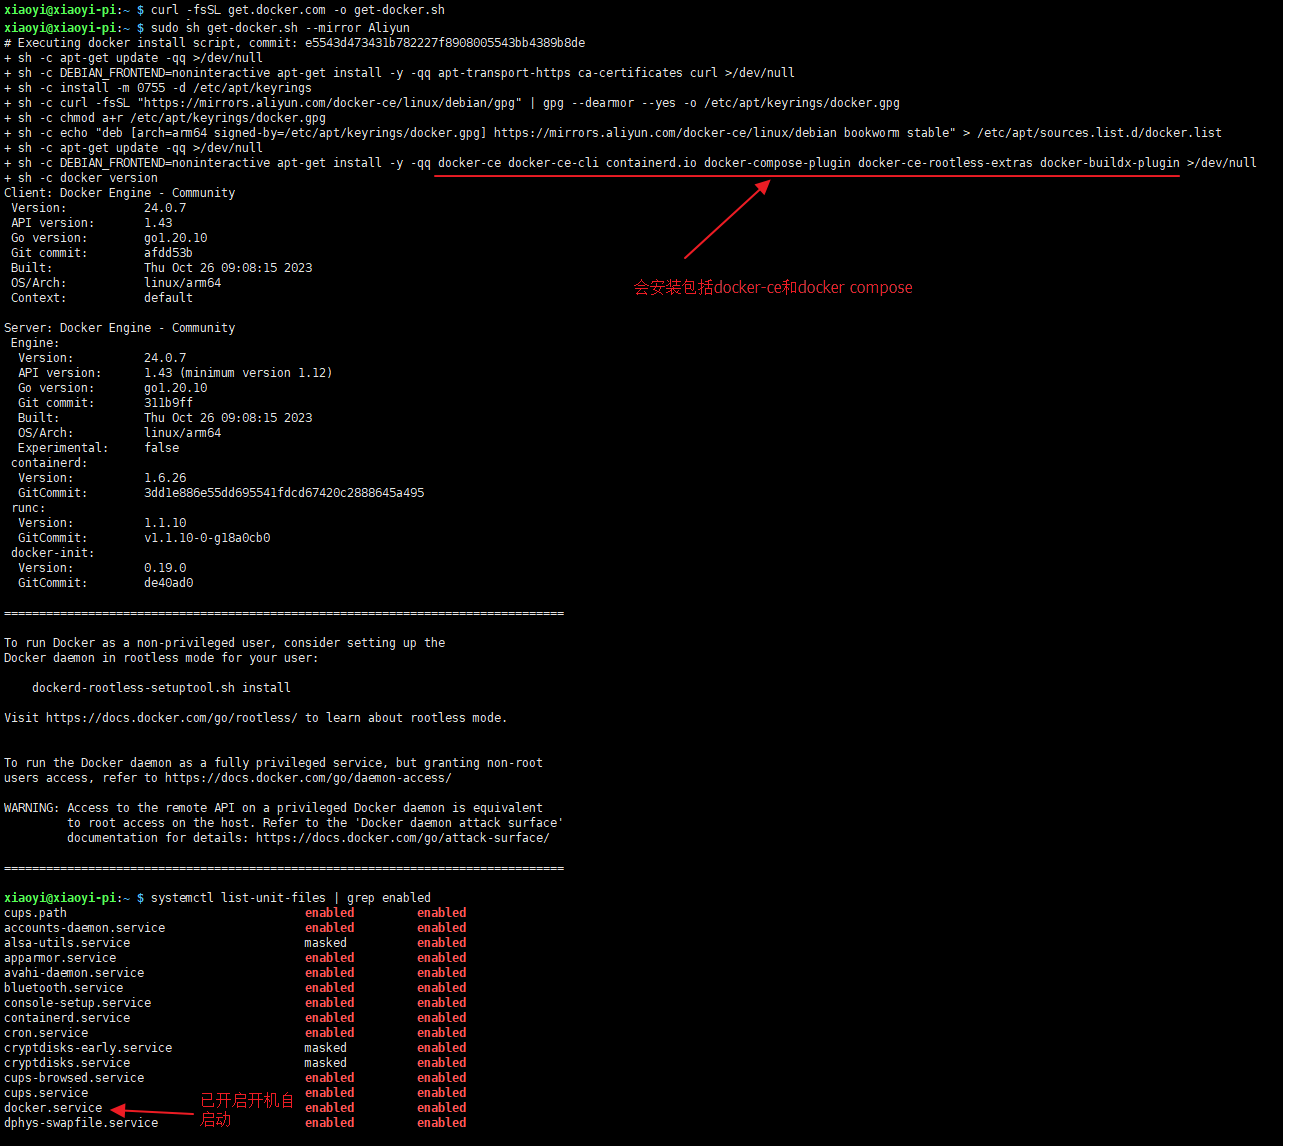 xiaoyi@xiaoyi-pi:~ $ curl -fsSL get.docker.com -o get-docker.sh
xiaoyi@xiaoyi-pi:~ $ sudo sh get-docker.sh --mirror Aliyun
# Executing docker install script, commit: e5543d473431b782227f8908005543bb4389b8de
+ sh -c apt-get update -qq >/dev/null
+ sh -c DEBIAN_FRONTEND=noninteractive apt-get install -y -qq apt-transport-https ca-certificates curl >/dev/null
+ sh -c install -m 0755 -d /etc/apt/keyrings
+ sh -c curl -fsSL "https://mirrors.aliyun.com/docker-ce/linux/debian/gpg" | gpg --dearmor --yes -o /etc/apt/keyrings/docker.gpg
+ sh -c chmod a+r /etc/apt/keyrings/docker.gpg
+ sh -c echo "deb [arch=arm64 signed-by=/etc/apt/keyrings/docker.gpg] https://mirrors.aliyun.com/docker-ce/linux/debian bookworm stable" > /etc/apt/sources.list.d/docker.list
+ sh -c apt-get update -qq >/dev/null
+ sh -c DEBIAN_FRONTEND=noninteractive apt-get install -y -qq docker-ce docker-ce-cli containerd.io docker-compose-plugin docker-ce-rootless-extras docker-buildx-plugin >/dev/null
+ sh -c docker version
Client: Docker Engine - Community
Version: 24.0.7
API version: 1.43
Go version: go1.20.10
Git commit: afdd53b
Built: Thu Oct 26 09:08:15 2023
OS/Arch: linux/arm64
Context: default
会安装包括docker-ce和docker compose
Server: Docker Engine - Community
Engine:
Version: 24.0.7
API version: 1.43 (minimum version 1.12)
Go version: go1.20.10
Git commit: 311b9ff
Built: Thu Oct 26 09:08:15 2023
OS/Arch: linux/arm64
Experimental: false
containerd:
Version: 1.6.26
GitCommit: 3dd1e886e55dd695541fdcd67420c2888645a495
runc:
Version: 1.1.10
GitCommit: v1.1.10-0-g18a0cb0
docker-init:
Version: 0.19.0
GitCommit: de40ad0
================================================================================
To run Docker as a non-privileged user, consider setting up the
Docker daemon in rootless mode for your user:
dockerd-rootless-setuptool.sh install
Visit https://docs.docker.com/go/rootless/ to learn about rootless mode.
To run the Docker daemon as a fully privileged service, but granting non-root
users access, refer to https://docs.docker.com/go/daemon-access/
WARNING: Access to the remote API on a privileged Docker daemon is equivalent
to root access on the host. Refer to the 'Docker daemon attack surface'
documentation for details: https://docs.docker.com/go/attack-surface/
================================================================================
xiaoyi@xiaoyi-pi:~ $ systemctl list-unit-files | grep enabled
cups.path enabled enabled
accounts-daemon.service enabled enabled
alsa-utils.service masked enabled
apparmor.service enabled enabled
avahi-daemon.service enabled enabled
bluetooth.service enabled enabled
console-setup.service enabled enabled
containerd.service enabled enabled
cron.service enabled enabled
cryptdisks-early.service masked enabled
cryptdisks.service masked enabled
cups-browsed.service enabled enabled
cups.service enabled enabled
docker.service enabled enabled
dphys-swapfile.service enabled enabled
已开启开机自
启动